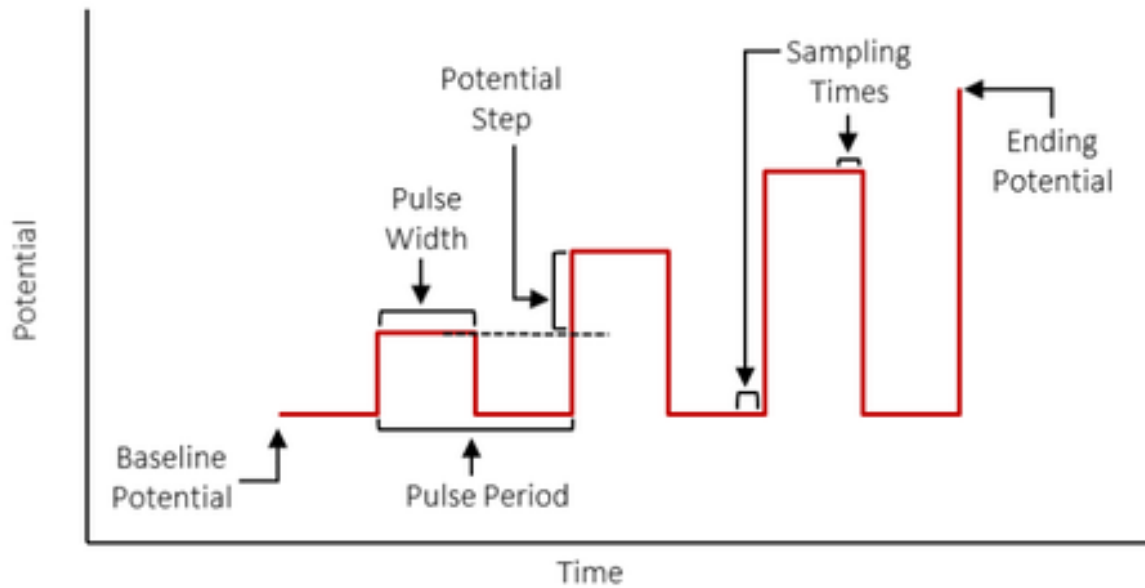 Sampling
Times
Potential
Step
Ending
Potential
Pulse
Width
Potential
Baseline
Potential
Pulse Period
Time